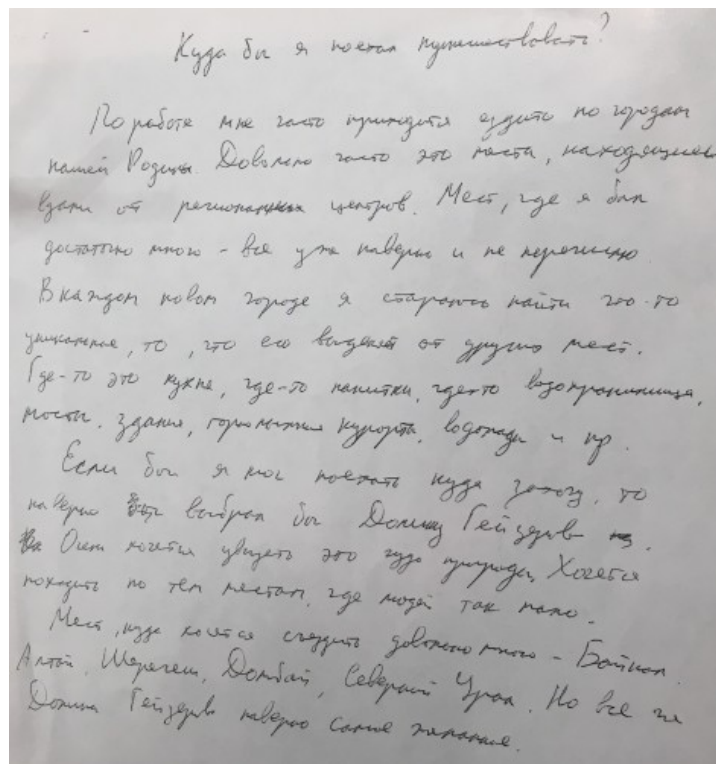 Куда бы я поехал путешествовать?
По работе мне часто приходится ездить по городам
нашей Родины. Довольно часто это места, находящиеся
вдали от региональных центров. Мест, где я был
достаточно много - все уже наверно и не перечислю.
В каждом новом городе я стараюсь найти что-то
уникальное, то, что его выделяет от других мест.
Где-то это кухня, где-то напитки, где-то водохранилища,
мосты, здания, горнолыжные курорты, водопады и пр.
Если бы я мог поехать куда захочу, то
наверно выбрал бы Долину Гейзеров.
Очень хочется увидеть это чудо природы. Хочется
походить по тем местам, где людей так мало.
Мест, куда хочется съездить довольно много - Байкал,
Алтай, Шерегеш, Домбай, Северный Урал. Но все же
Долина Гейзеров наверно самое желанное.